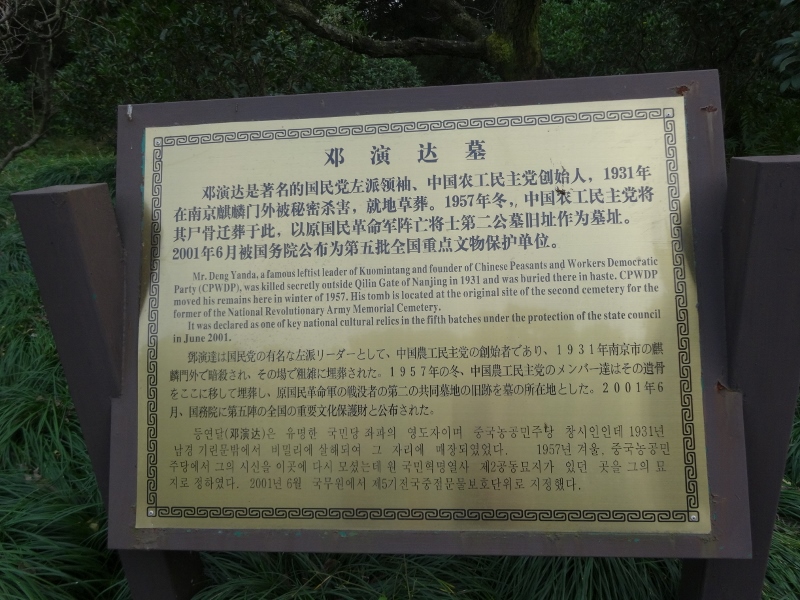 邓演达墓
邓演达是著名的国民党左派领袖、中国农工民主党创始人，1931年
在南京麒麟门外被秘密杀害，就地草葬。1957年冬，中国农工民主党将
其尸骨迁葬于此，以原国民革命军阵亡将士第二公墓旧址作为墓址。
2001年6月被国务院公布为第五批全国重点文物保护单位。
Mr. Deng Yanda, a famous leftist leader of Kuomintang and founder of Chinese Peasants and Workers Democratic
Party (CPWDP), was killed secretly outside Qilin Gate of Nanjing in 1931 and was buried there in haste. CPWDP
moved his remains here in winter of 1957. His tomb is located at the original site of the second cemetery for the
former of the National Revolutionary Army Memorial Cemetery.
It was declared as one of key national cultural relics in the fifth batches under the protection of the state council
in June 2001.
鄧演達は国民党の有名な左派リーダーとして、中国農工民主党の創始者であり、１９３１年南京市の麒
麟門外で暗殺され、その場で粗雑に埋葬された。１９５７年の冬、中国農工民主党のメンバー達はその遺骨
をここに移して埋葬し、原国民革命軍の戦没者の第二の共同墓地の旧跡を墓の所在地とした。２００１年６
月、国務院に第五陣の全国の重要文化保護財と公布された。
등연달(邓演达)은 유명한 국민당 좌파의 영도자이며 중국농공민주당 창시인인데 1931년
남경 기린문밖에서 비밀리에 살해되여 그 자리에 매장되였었다. 1957년 겨울, 중국농공민
주당에서 그의 시신을 이곳에 다시 모셨는데 원 국민혁명열사 제2공동묘지가 있던 곳을 그의 묘
지로 정하였다. 2001년 6월 국무원에서 제5기전국중점문물보호단위로 지정했다.